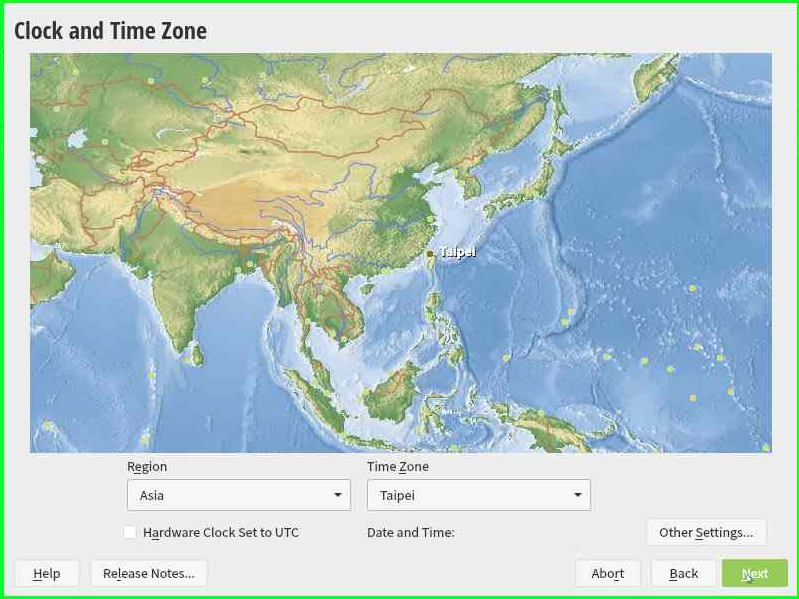 Clock and Time Zone
Taipei
Region
Time Zone
Asia
Taipei
Hardware Clock Set to UTC
Date and Time:
Other Settings...
Help
Release Notes...
Abort
Back
Next